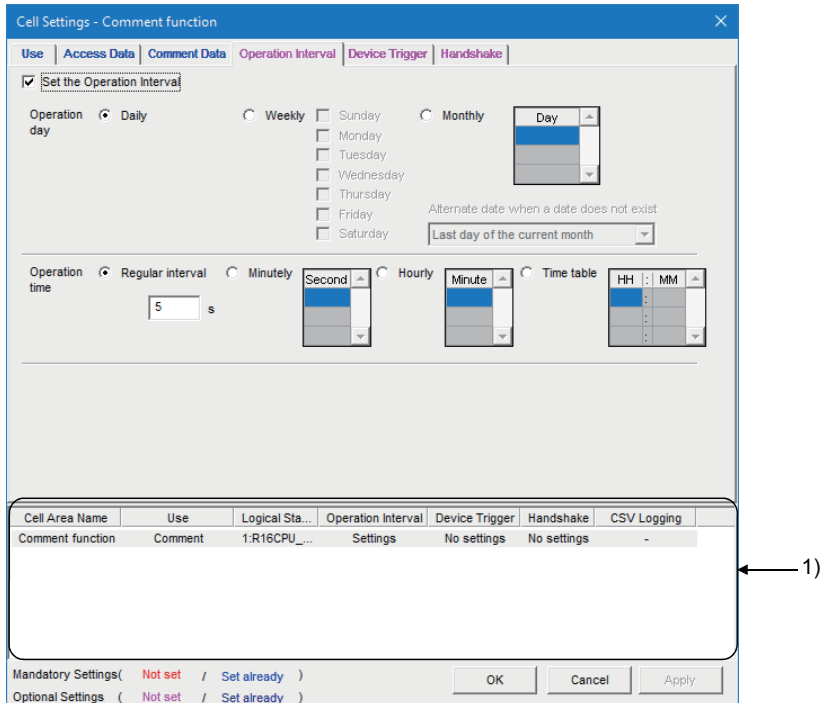 Cell Settings - Comment function
Use Access Data Comment Data Operation Interval Device Trigger Handshake
Set the Operation Interval
Operation day Daily Weekly Sunday Monthly Day
Monday
Tuesday
Wednesday
Thursday
Friday Alternate date when a date does not exist
Saturday Last day of the current month
Operation time Regular interval Minutely Second Hourly Minute Time table HH : MM
5 s
:
:
:
Cell Area Name Use Logical Sta... Operation Interval Device Trigger Handshake CSV Logging
Comment function Comment 1:R16CPU_... Settings No settings No settings -
1)
Mandatory Settings( Not set / Set already )
Optional Settings ( Not set / Set already )
OK Cancel Apply